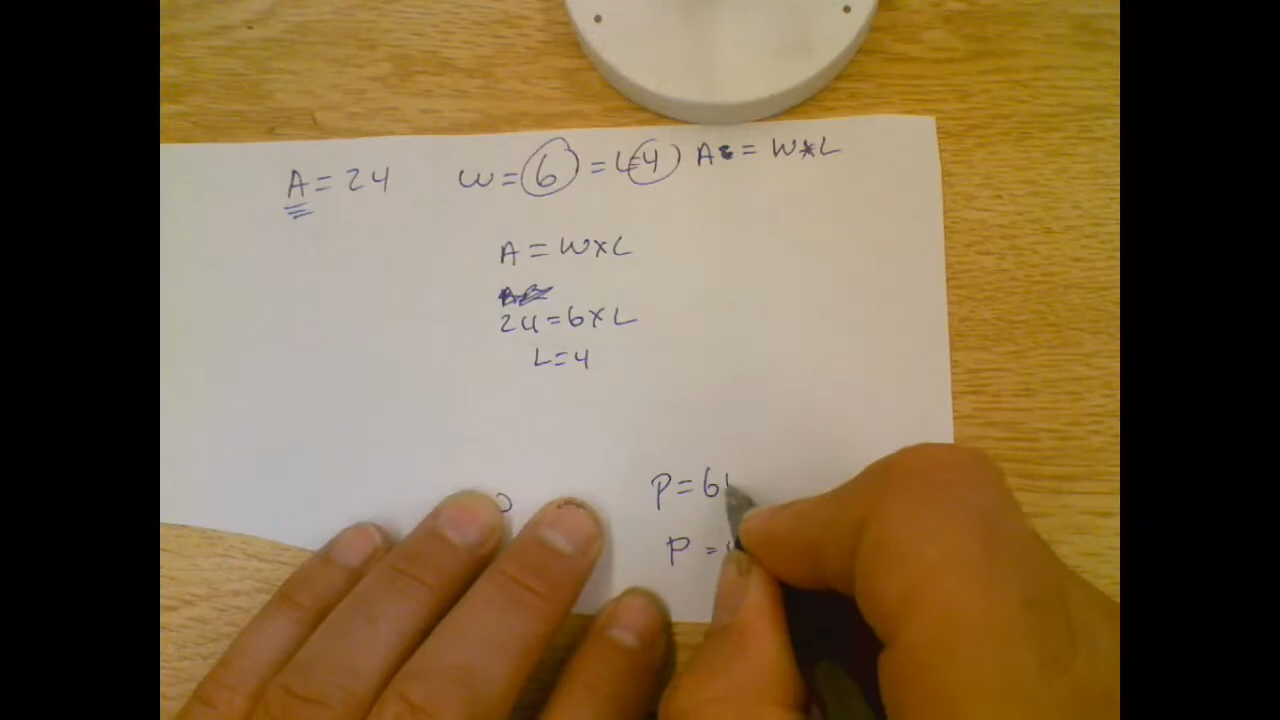 A = 24 W = 6 = L=4 A = W*L
A = W x L
24 = 6 x L
L = 4
P = 6
P =